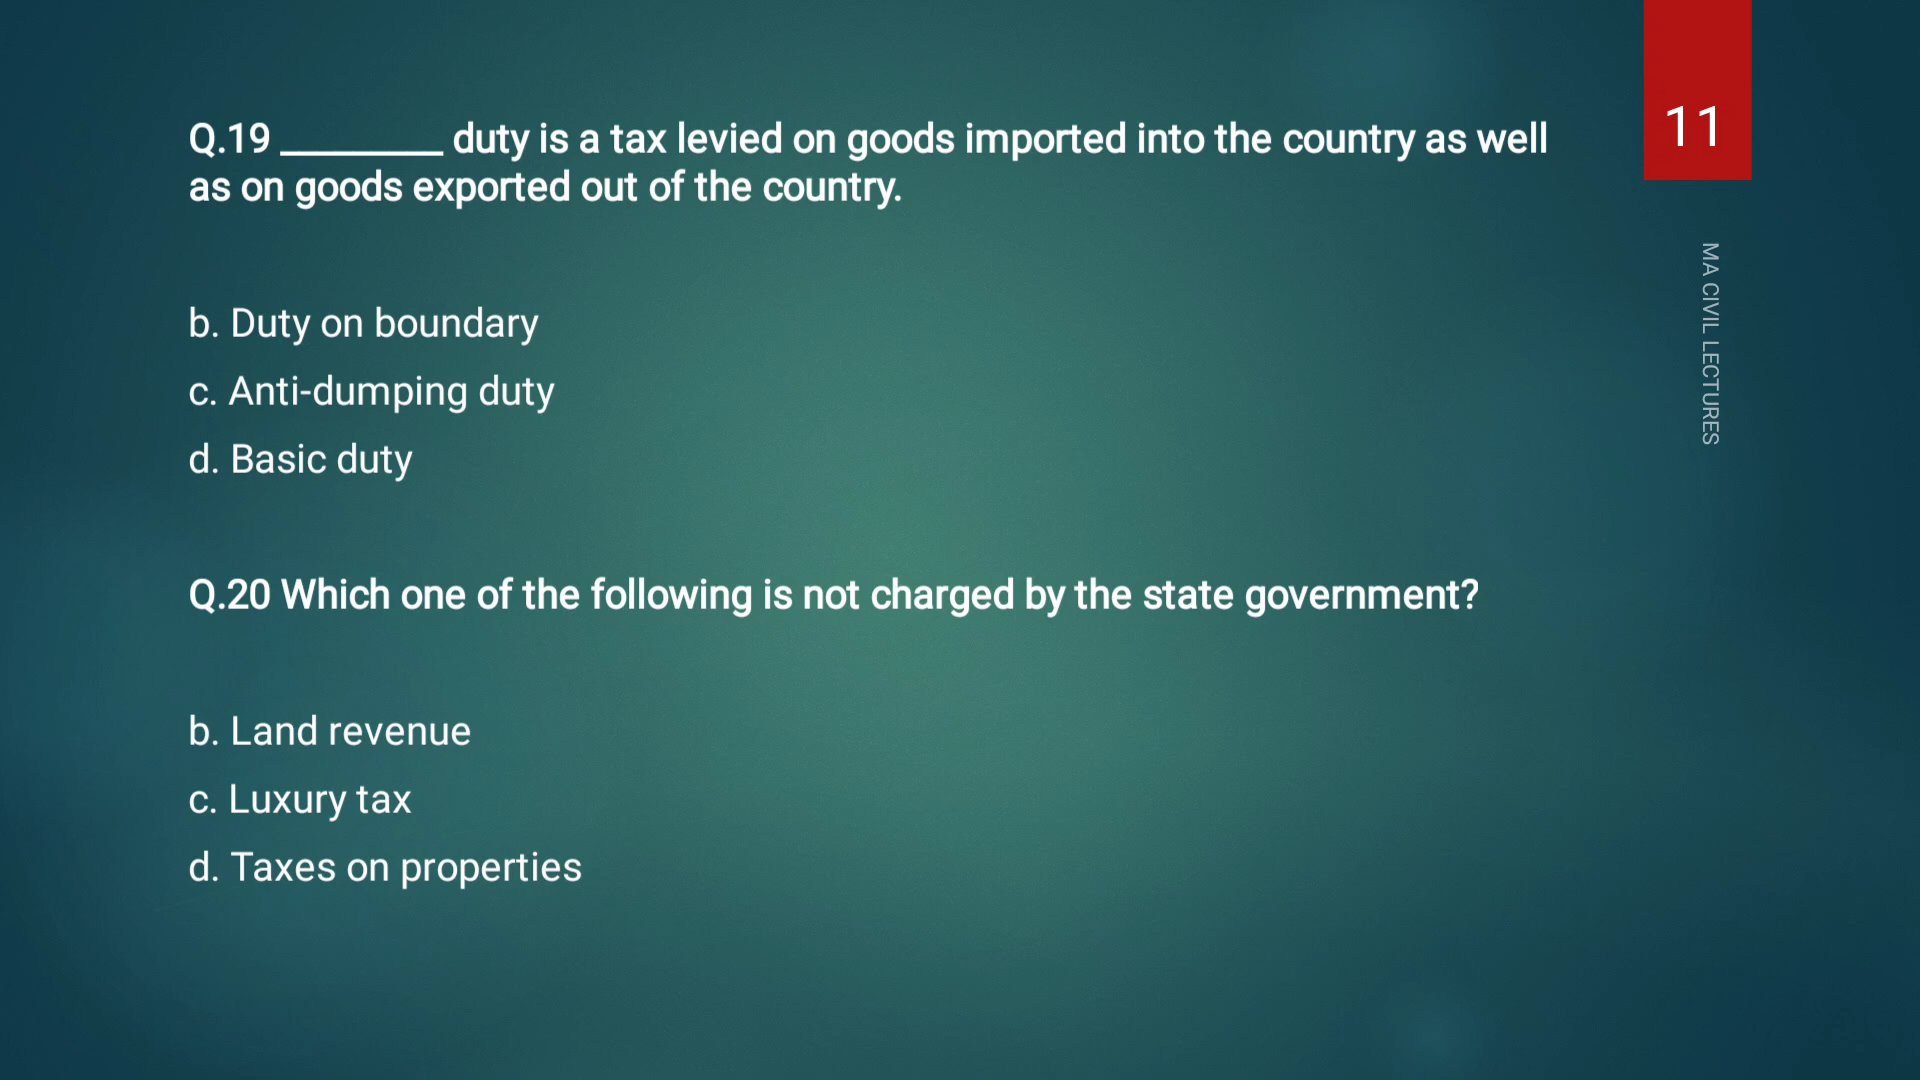 11
Q.19 _________ duty is a tax levied on goods imported into the country as well
as on goods exported out of the country.
b. Duty on boundary
c. Anti-dumping duty
d. Basic duty
Q.20 Which one of the following is not charged by the state government?
b. Land revenue
c. Luxury tax
d. Taxes on properties
MA CIVIL LECTURES